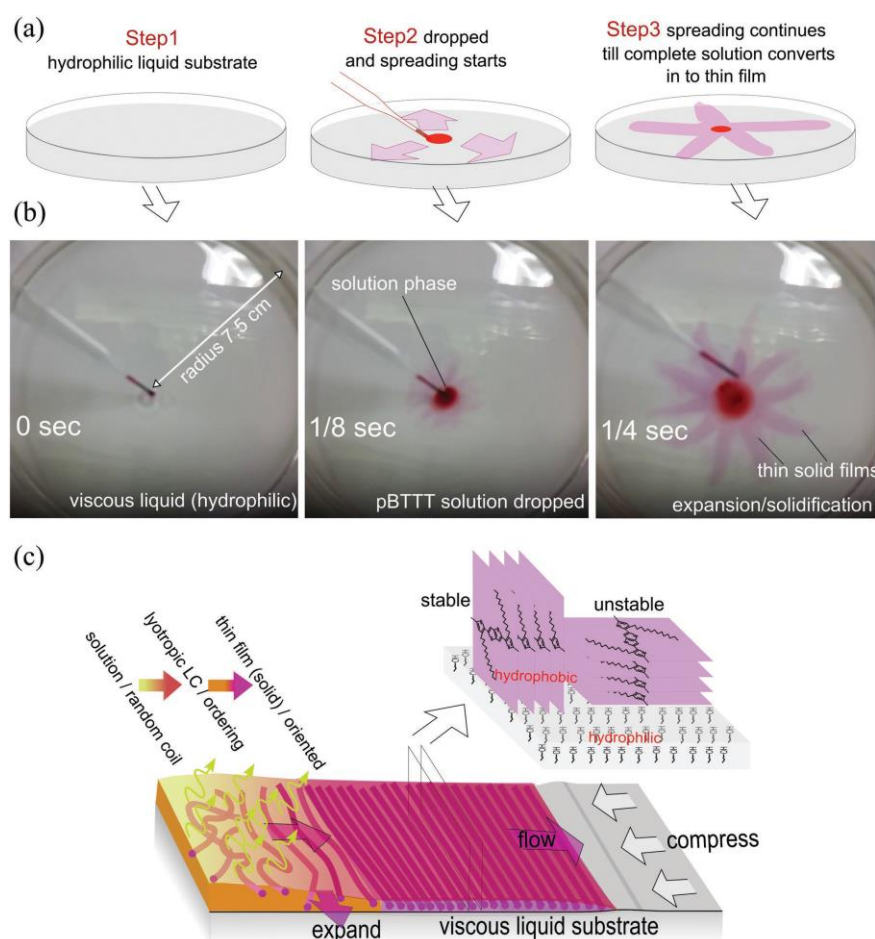 (a)
Step1
hydrophilic liquid substrate
Step2 dropped
and spreading starts
Step3 spreading continues
till complete solution converts
in to thin film
(b)
radius 7-5 cm
0 sec
viscous liquid (hydrophilic)
solution phase
1/8 sec
pBTTT solution dropped
1/4 sec
thin solid films
expansion/solidification
(c)
solution / random coil
lyotropic LC / ordering
thin film (solid) / oriented
stable
unstable
hydrophobic
hydrophilic
flow
compress
expand
viscous liquid substrate